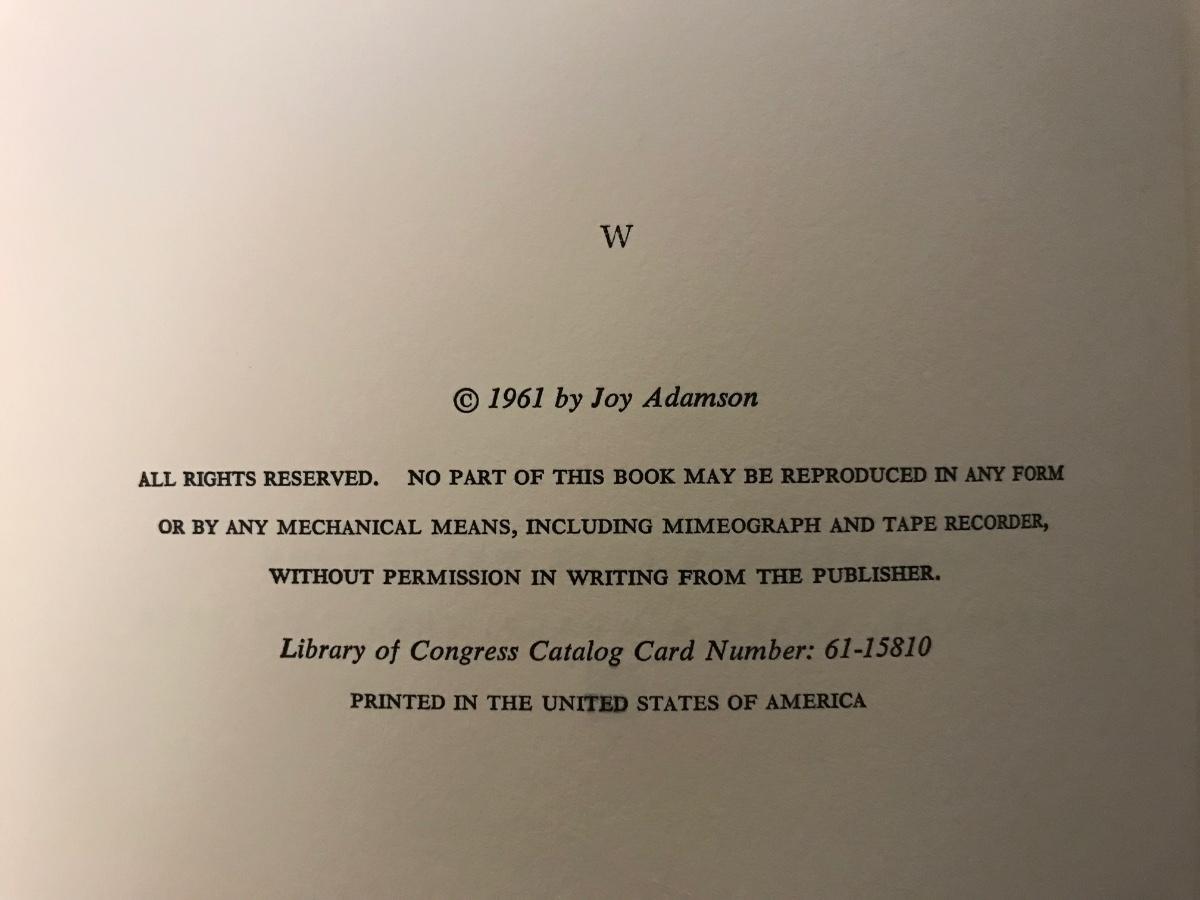 W
© 1961 by Joy Adamson
ALL RIGHTS RESERVED. NO PART OF THIS BOOK MAY BE REPRODUCED IN ANY FORM
OR BY ANY MECHANICAL MEANS, INCLUDING MIMEOGRAPH AND TAPE RECORDER,
WITHOUT PERMISSION IN WRITING FROM THE PUBLISHER.
Library of Congress Catalog Card Number: 61-15810
PRINTED IN THE UNITED STATES OF AMERICA